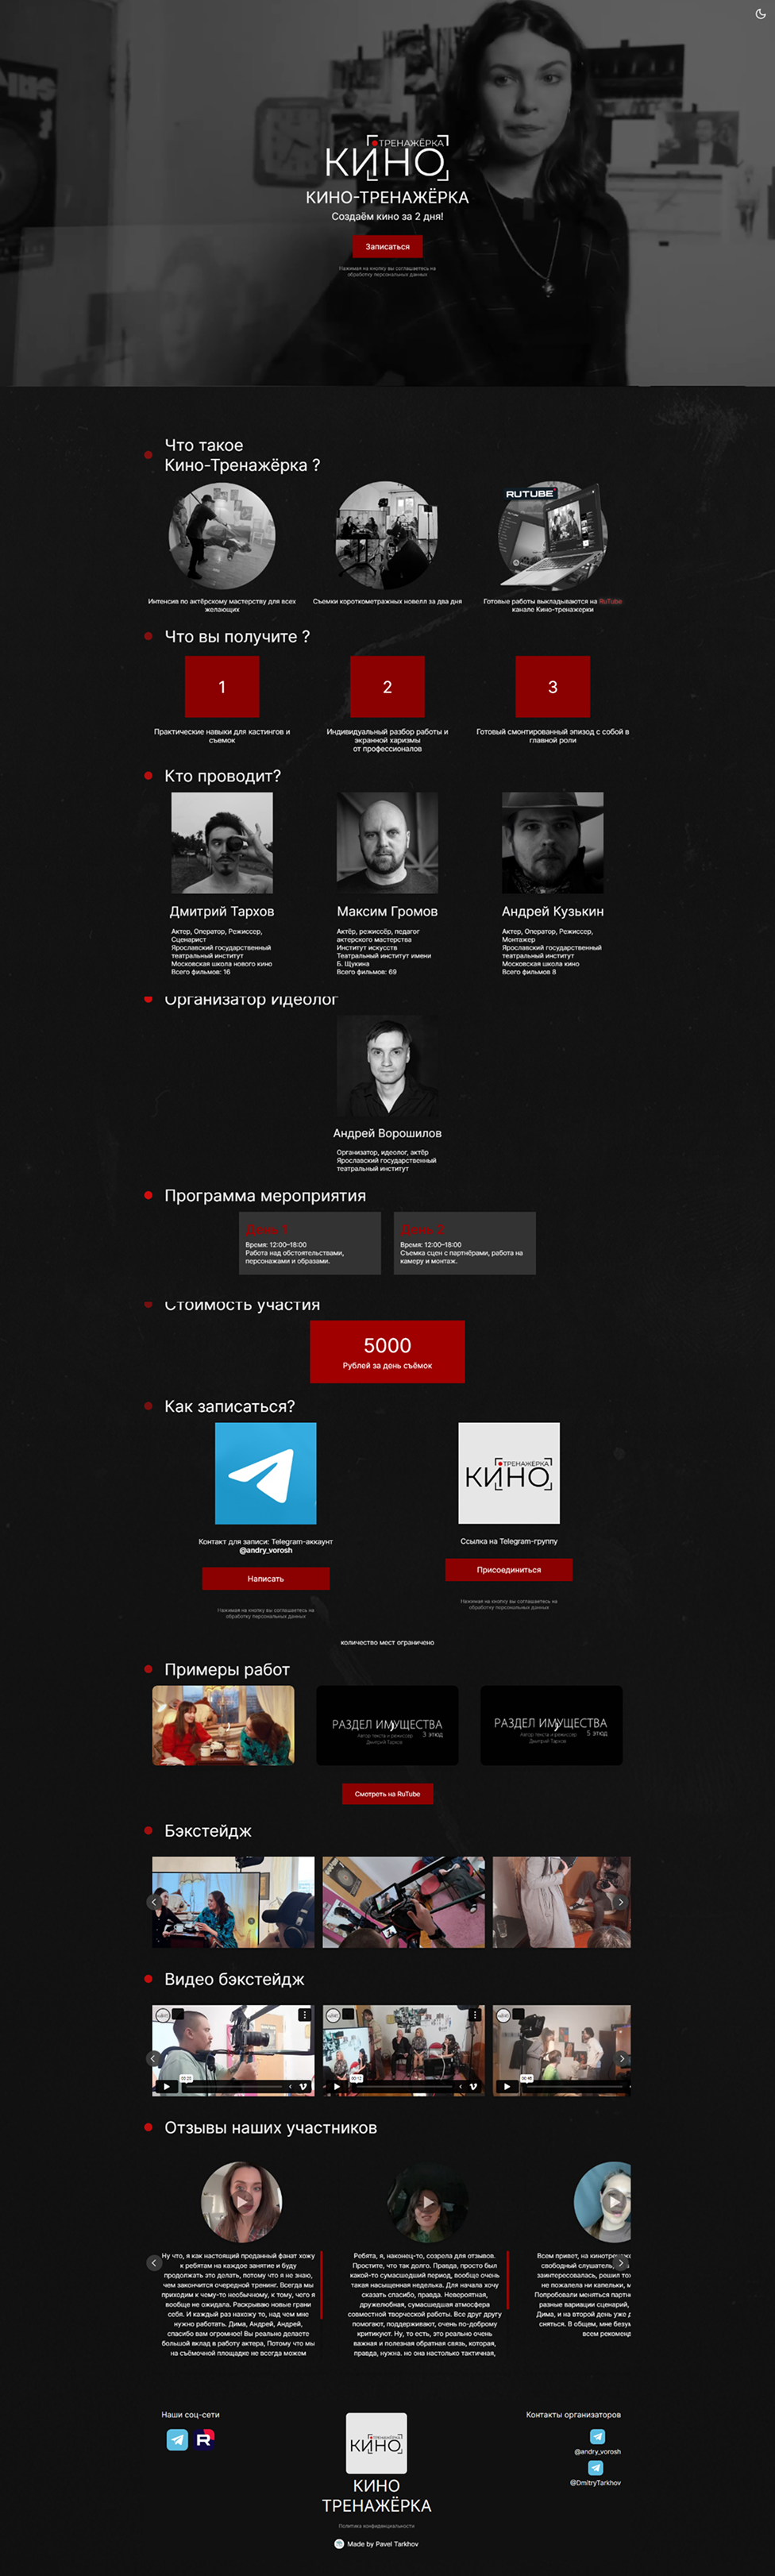 ТРЕНАЖЁРКА
КИНО
КИНО-ТРЕНАЖЁРКА
Создаём кино за 2 дня!
Записаться
Нажимая на кнопку вы соглашаетесь на
обработку персональных данных
Что такое
Кино-Тренажёрка ?
RUTUBE
Интенсив по актёрскому мастерству для всех
желающих
Съемки короткометражных новелл за два дня
Готовые работы выкладываются на RuTube
канале Кино-тренажерки
Что вы получите ?
1
2
3
Практические навыки для кастингов и
съемок
Индивидуальный разбор работы и
экранной харизмы
от профессионалов
Готовый смонтированный эпизод с собой в
главной роли
Кто проводит?
Дмитрий Тархов
Актер, Оператор, Режиссер,
Сценарист
Ярославский государственный
театральный институт
Московская школа нового кино
Всего фильмов: 16
Максим Громов
Актёр, режиссёр, педагог
актерского мастерства
Институт искусств
Театральный институт имени
Б. Щукина
Всего фильмов: 69
Андрей Кузькин
Актер, Оператор, Режиссер,
Монтажер
Ярославский государственный
театральный институт
Московская школа кино
Всего фильмов 8
Организатор Идеолог
Андрей Ворошилов
Организатор, идеолог, актёр
Ярославский государственный
театральный институт
Программа мероприятия
День 1
Время: 12:00–18:00
Работа над обстоятельствами,
персонажами и образами.
День 2
Время: 12:00–18:00
Съемка сцен с партнёрами, работа на
камеру и монтаж.
Стоимость участия
5000
Рублей за день съёмок
Как записаться?
Контакт для записи: Telegram-аккаунт
@andry_vorosh
Написать
Нажимая на кнопку вы соглашаетесь на
обработку персональных данных
ТРЕНАЖЁРКА
КИНО
Ссылка на Telegram-группу
Присоединиться
Нажимая на кнопку вы соглашаетесь на
обработку персональных данных
количество мест ограничено
Примеры работ
РАЗДЕЛ ИМУЩЕСТВА
Автор текста и режиссер
Дмитрий Тархов
3 этюд
РАЗДЕЛ ИМУЩЕСТВА
Автор текста и режиссер
Дмитрий Тархов
5 этюд
Смотреть на RuTube
Бэкстейдж
Видео бэкстейдж
Отзывы наших участников
Ну что, я как настоящий преданный фанат хожу
к ребятам на каждое занятие и буду
продолжать это делать, потому что я не знаю,
чем закончится очередной тренинг. Всегда мы
приходим к чему-то необычному, к тому, чего я
вообще не ожидала. Раскрываю новые грани
себя. И каждый раз нахожу то, над чем мне
нужно работать. Дима, Андрей, Андрей,
спасибо вам огромное! Вы реально делаете
большой вклад в работу актера, Потому что мы
на съёмочной площадке не всегда можем
Ребята, я, наконец-то, созрела для отзывов.
Простите, что так долго. Правда, просто был
какой-то сумасшедший период, вообще очень
такая насыщенная неделька. Для начала хочу
сказать спасибо, правда. Невероятная,
дружелюбная, сумасшедшая атмосфера
совместной творческой работы. Все друг другу
помогают, поддерживают, очень по-доброму
критикуют. Ну, то есть, это реально очень
важная и полезная обратная связь, которая,
правда, нужна. но она настолько тактичная,
Всем привет, на кинотрен
свободный слушатель,
заинтересовалась, решил
не пожалела ни капельки,
Попробовали меняться
разные вариации сценарий,
Дима, и на второй день уже
сняться. В общем, мне
всем
Наши соц-сети
R
ТРЕНАЖЁРКА
КИНО
КИНО
ТРЕНАЖЁРКА
Политика конфиденциальности
Made by Pavel Tarkhov
Контакты организаторов
@andry_vorosh
@DmitryTarkhov